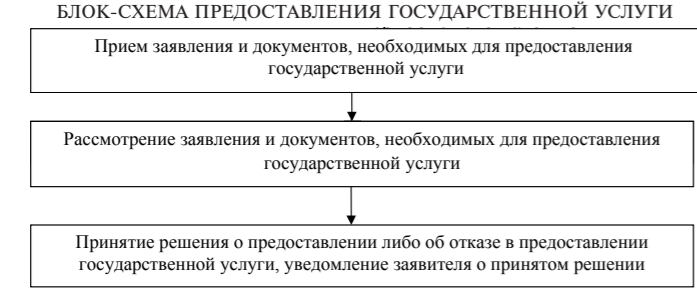 БЛОК-СХЕМА ПРЕДОСТАВЛЕНИЯ ГОСУДАРСТВЕННОЙ УСЛУГИ
Прием заявления и документов, необходимых для предоставления
государственной услуги
Рассмотрение заявления и документов, необходимых для предоставления
государственной услуги
Принятие решения о предоставлении либо об отказе в предоставлении
государственной услуги, уведомление заявителя о принятом решении